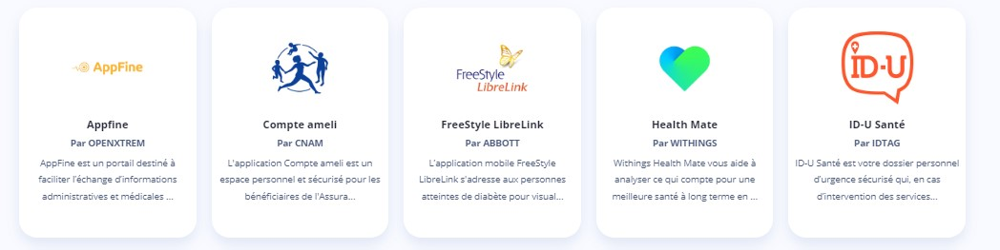 AppFine
Appfine
Par OPENXTREM
AppFine est un portail destiné à
faciliter l'échange d'informations
administratives et médicales ...
Compte ameli
Par CNAM
L'application Compte ameli est un
espace personnel et sécurisé pour les
bénéficiaires de l'Assura...
FreeStyle
LibreLink
FreeStyle LibreLink
Par ABBOTT
L'application mobile FreeStyle
LibreLink s'adresse aux personnes
atteintes de diabète pour visual...
Health Mate
Par WITHINGS
Withings Health Mate vous aide à
analyser ce qui compte pour une
meilleure santé à long terme en ...
ID-U
ID-U Santé
Par IDTAG
ID-U Santé est votre dossier personnel
d'urgence sécurisé qui, en cas
d'intervention des services...